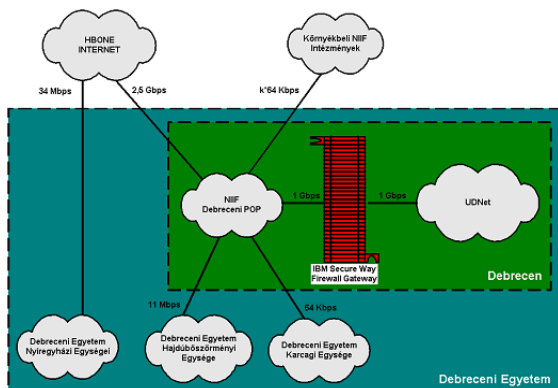 HBONE
INTERNET
Környékbeli NIIF
Intézmények
34 Mbps
2,5 Gbps
k*64 Kbps
NIIF
Debreceni POP
1 Gbps
1 Gbps
UDNet
IBM Secure Way
Firewall Gateway
Debrecen
11 Mbps
64 Kbps
Debreceni Egyetem
Nyíregyházi Egységei
Debreceni Egyetem
Hajdúböszörményi
Egysége
Debreceni Egyetem
Karcagi Egysége
Debreceni Egyetem